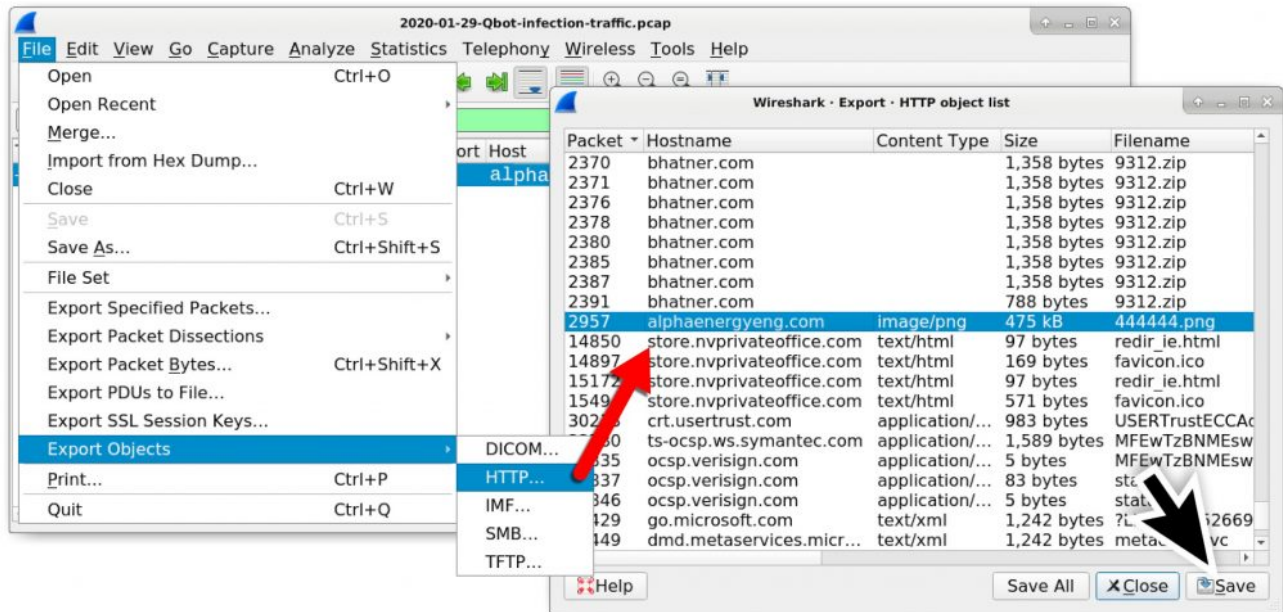 2020-01-29-Qbot-infection-traffic.pcap
File Edit View Go Capture Analyze Statistics Telephony Wireless Tools Help
Open Ctrl+O
Open Recent
Merge...
Import from Hex Dump...
Close Ctrl+W
Save Ctrl+S
Save As... Ctrl+Shift+S
File Set
Export Specified Packets...
Export Packet Dissections
Export Packet Bytes... Ctrl+Shift+X
Export PDUs to File...
Export SSL Session Keys...
Export Objects
Print... Ctrl+P
Quit Ctrl+Q
DICOM...
HTTP...
IMF...
SMB...
TFTP...
ort Host
alpha
Wireshark · Export · HTTP object list
Packet Hostname Content Type Size Filename
2370 bhatner.com 1,358 bytes 9312.zip
2371 bhatner.com 1,358 bytes 9312.zip
2376 bhatner.com 1,358 bytes 9312.zip
2378 bhatner.com 1,358 bytes 9312.zip
2380 bhatner.com 1,358 bytes 9312.zip
2385 bhatner.com 1,358 bytes 9312.zip
2387 bhatner.com 1,358 bytes 9312.zip
2391 bhatner.com 788 bytes 9312.zip
2957 alphaenergyeng.com image/png 475 kB 444444.png
14850 store.nvprivateoffice.com text/html 97 bytes redir_ie.html
14897 store.nvprivateoffice.com text/html 169 bytes favicon.ico
15172 store.nvprivateoffice.com text/html 97 bytes redir_ie.html
1549 store.nvprivateoffice.com text/html 571 bytes favicon.ico
crt.usertrust.com application/... 983 bytes USERTrustECCAc
ts-ocsp.ws.symantec.com application/... 1,589 bytes MFEwTzBNMEsw
335 ocsp.verisign.com application/... 5 bytes MFEwTzBNMEsw
337 ocsp.verisign.com application/... 83 bytes
346 ocsp.verisign.com application/... 5 bytes
429 go.microsoft.com text/xml 1,242 bytes
449 dmd.metaservices.micr... text/xml 1,242 bytes
Help Save All Close Save